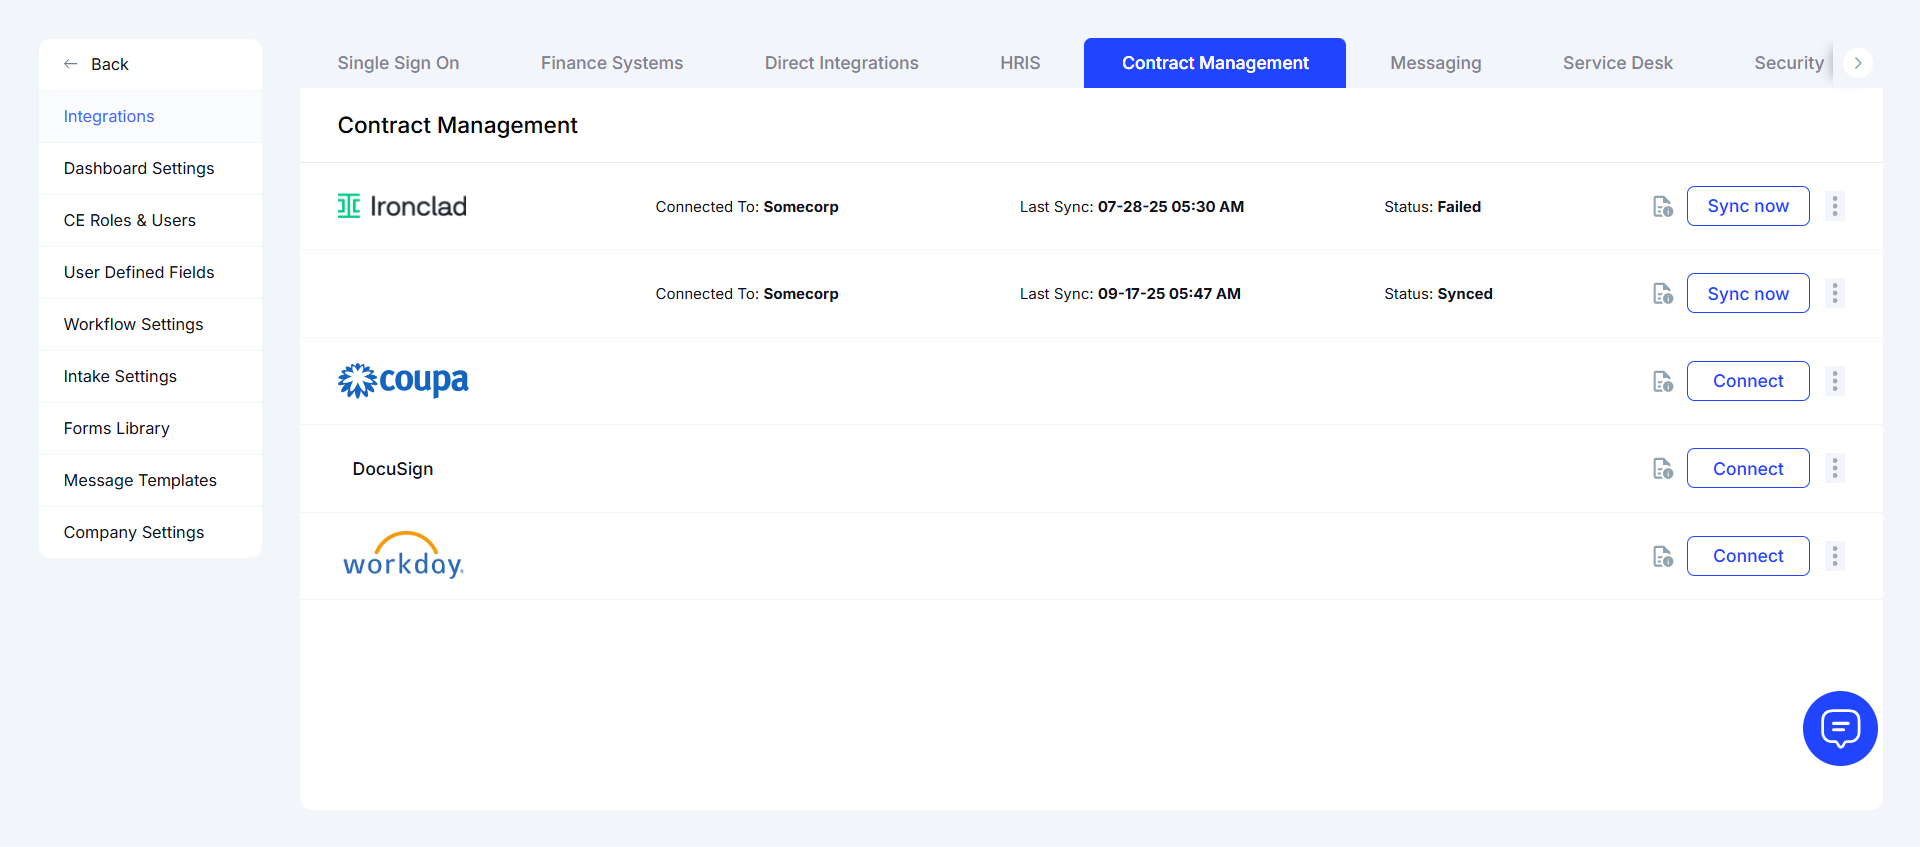 Back
Integrations
Dashboard Settings
CE Roles & Users
User Defined Fields
Workflow Settings
Intake Settings
Forms Library
Message Templates
Company Settings
Single Sign On Finance Systems Direct Integrations HRIS Contract Management Messaging Service Desk Security
Contract Management
Ironclad Connected To: Somecorp Last Sync: 07-28-25 05:30 AM Status: Failed Sync now
Connected To: Somecorp Last Sync: 09-17-25 05:47 AM Status: Synced Sync now
coupa Connect
DocuSign Connect
workday Connect